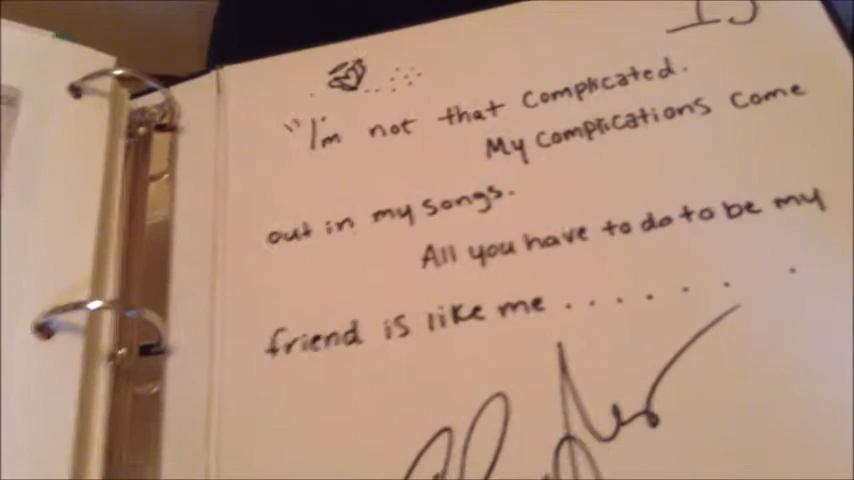 13
"I'm not that complicated.
My complications come
out in my songs.
All you have to do to be my
friend is like me . . . . . .